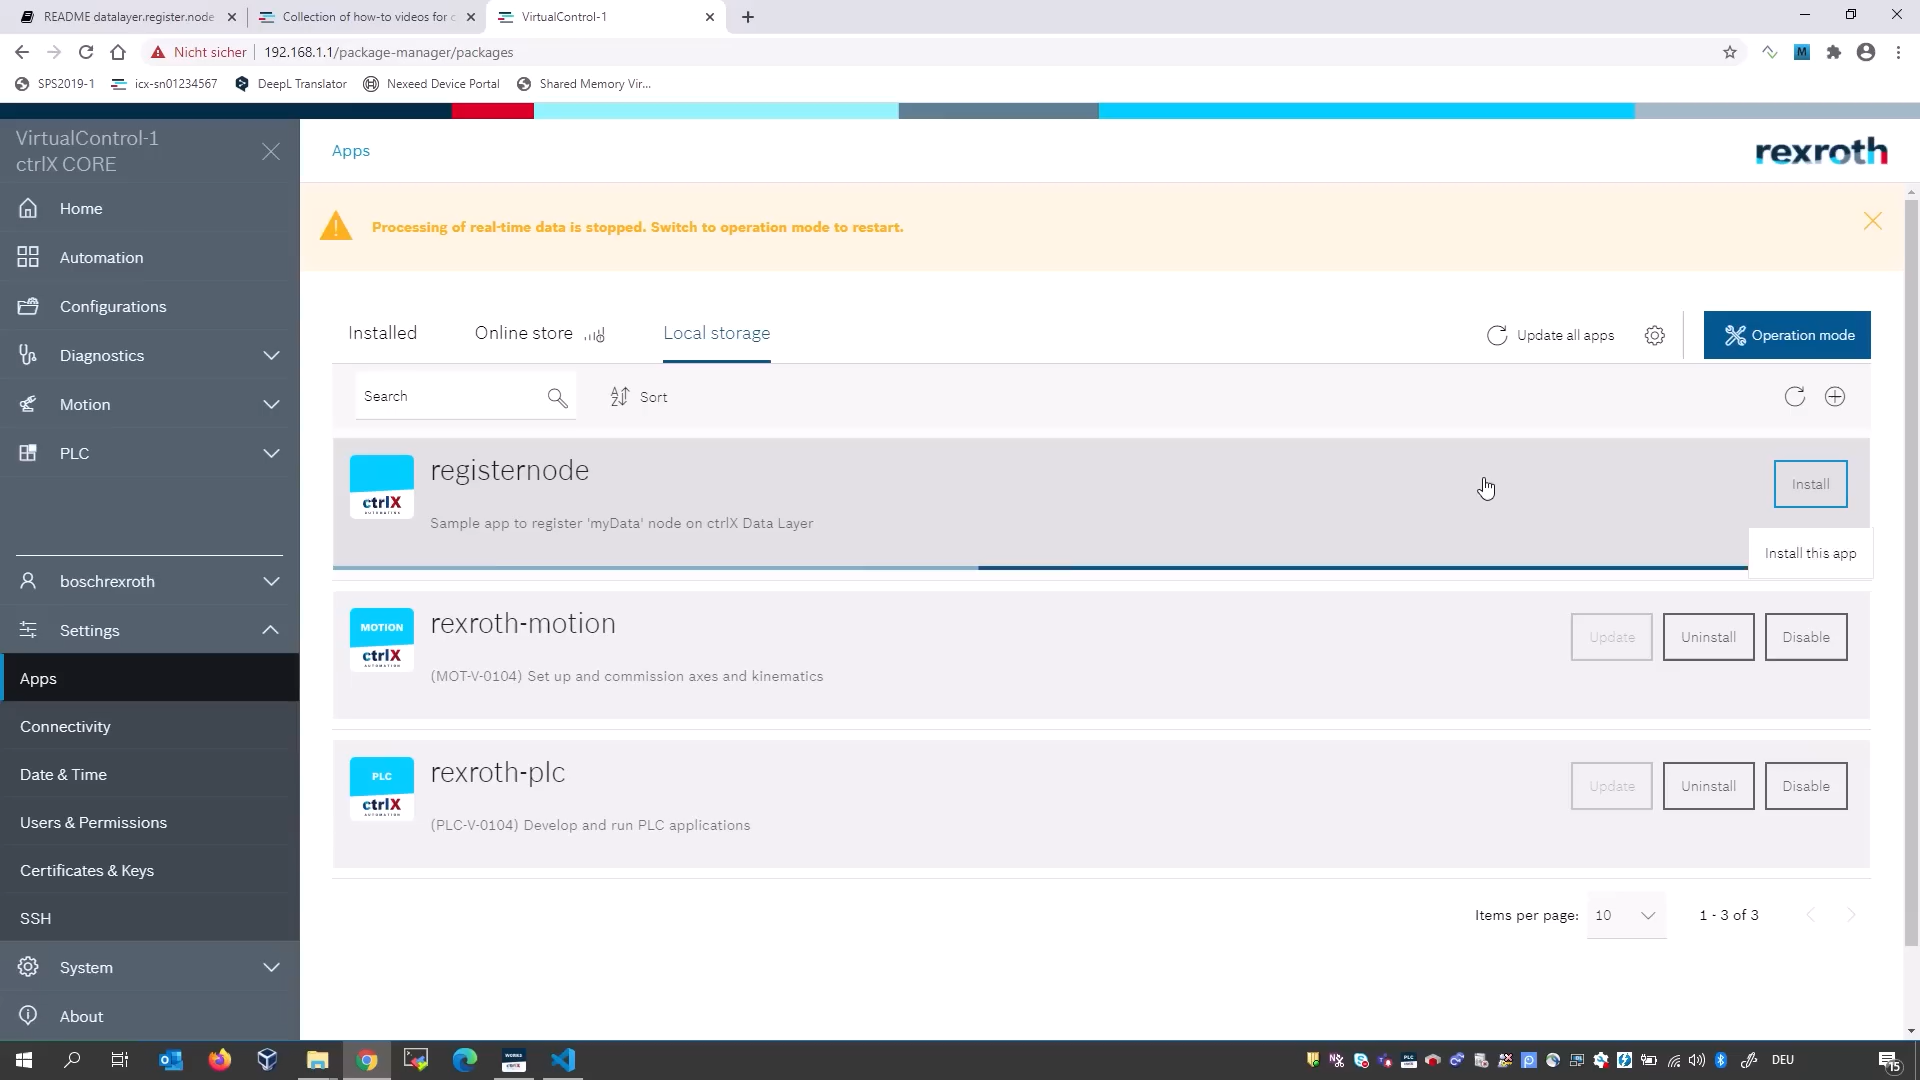 README datalayer.register.node
Collection of how-to videos for c
VirtualControl-1
Nicht sicher
192.168.1.1/package-manager/packages
M
SPS2019-1
icx-sn01234567
DeepL Translator
Nexeed Device Portal
Shared Memory Vir...
VirtualControl-1
ctrlX CORE
Home
Automation
Configurations
Diagnostics
Motion
PLC
boschrexroth
Settings
Apps
Connectivity
Date & Time
Users & Permissions
Certificates & Keys
SSH
System
About
Apps
rexroth
Processing of real-time data is stopped. Switch to operation mode to restart.
Installed
Online store
Local storage
Update all apps
Operation mode
Search
Sort
ctrlX
AUTOMATION
registernode
Sample app to register 'myData' node on ctrlX Data Layer
Install
Install this app
MOTION
ctrlX
AUTOMATION
rexroth-motion
(MOT-V-0104) Set up and commission axes and kinematics
Update
Uninstall
Disable
PLC
ctrlX
AUTOMATION
rexroth-plc
(PLC-V-0104) Develop and run PLC applications
Update
Uninstall
Disable
Items per page:
10
1 - 3 of 3
WORKS
ctrlX
DEU
15